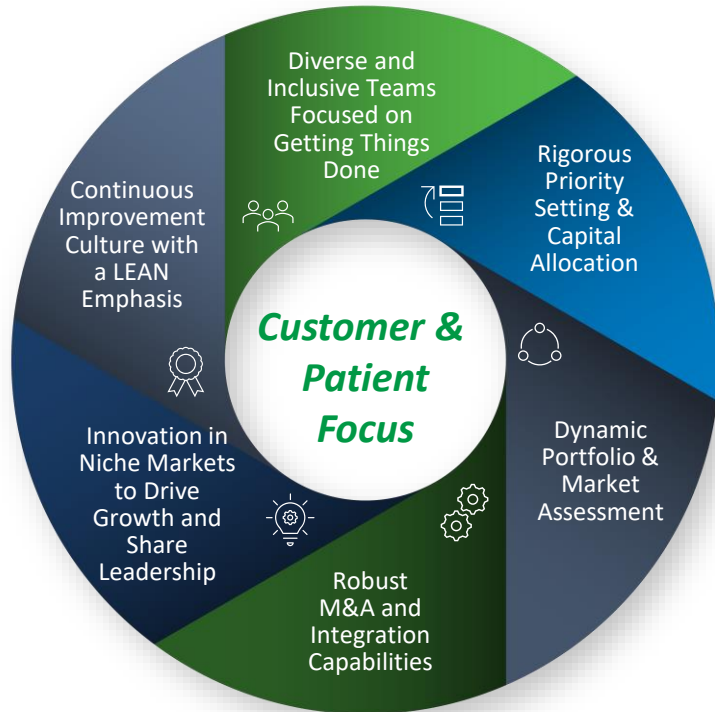 Diverse and
Inclusive Teams
Focused on
Getting Things
Done
Rigorous
Priority
Setting &
Capital
Allocation
Dynamic
Portfolio &
Market
Assessment
Robust
M&A and
Integration
Capabilities
Innovation in
Niche Markets
to Drive
Growth and
Share
Leadership
Continuous
Improvement
Culture with
a LEAN
Emphasis
Customer &
Patient
Focus